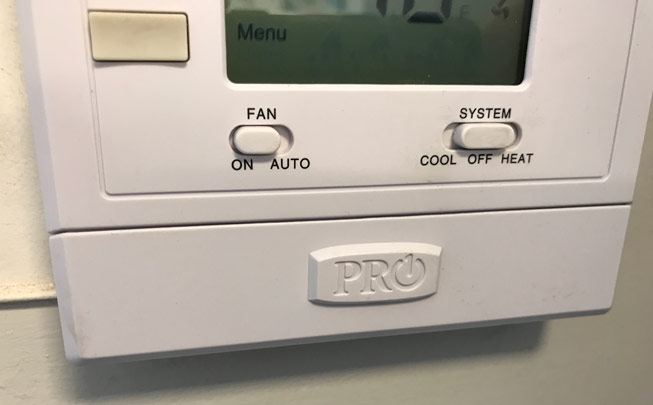 Menu
FAN
ON AUTO
SYSTEM
COOL OFF HEAT
PRO